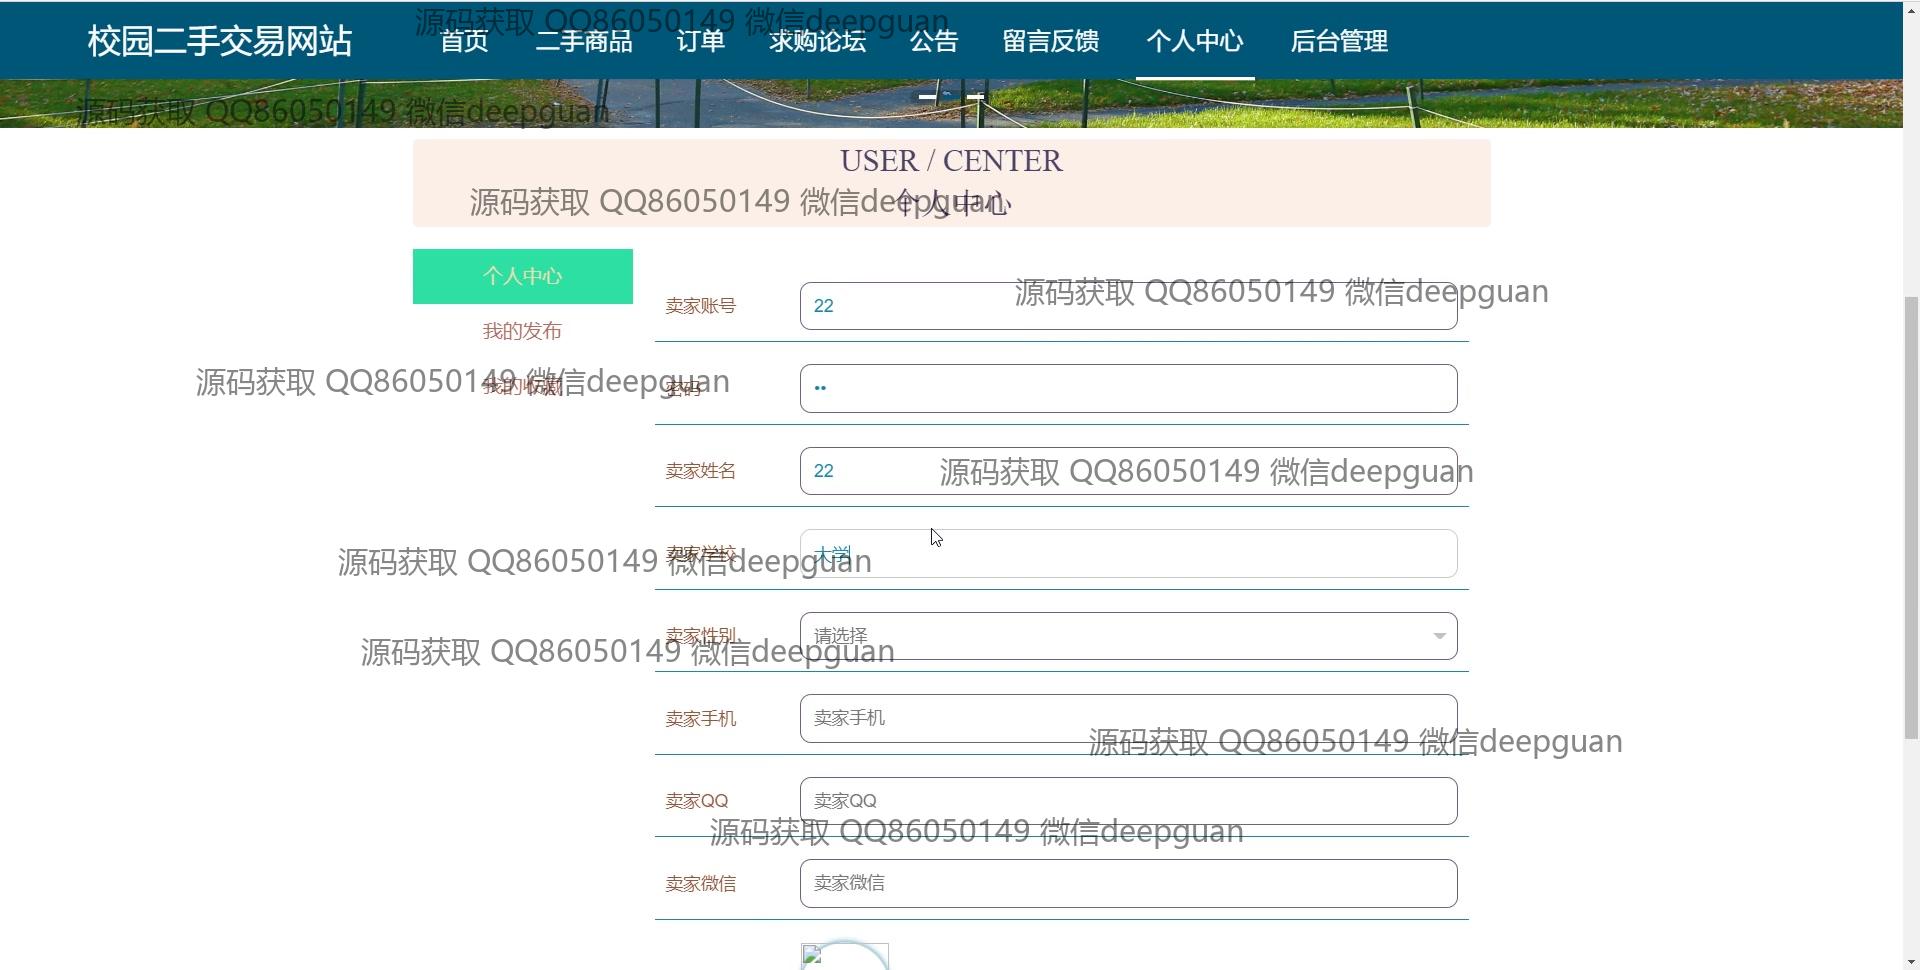 校园二手交易网站 首页 二手商品 订单 求购论坛 公告 留言反馈 个人中心 后台管理
源码获取 QQ86050149 微信deepguan
源码获取 QQ86050149 微信deepguan
USER / CENTER
个人中心
源码获取 QQ86050149 微信deepguan
个人中心
我的发布
我的收藏
卖家账号 22
源码获取 QQ86050149 微信deepguan
密码 ••
源码获取 QQ86050149 微信deepguan
卖家姓名 22
源码获取 QQ86050149 微信deepguan
卖家学校 大学
源码获取 QQ86050149 微信deepguan
卖家性别 请选择
源码获取 QQ86050149 微信deepguan
卖家手机 卖家手机
源码获取 QQ86050149 微信deepguan
卖家QQ 卖家QQ
源码获取 QQ86050149 微信deepguan
卖家微信 卖家微信